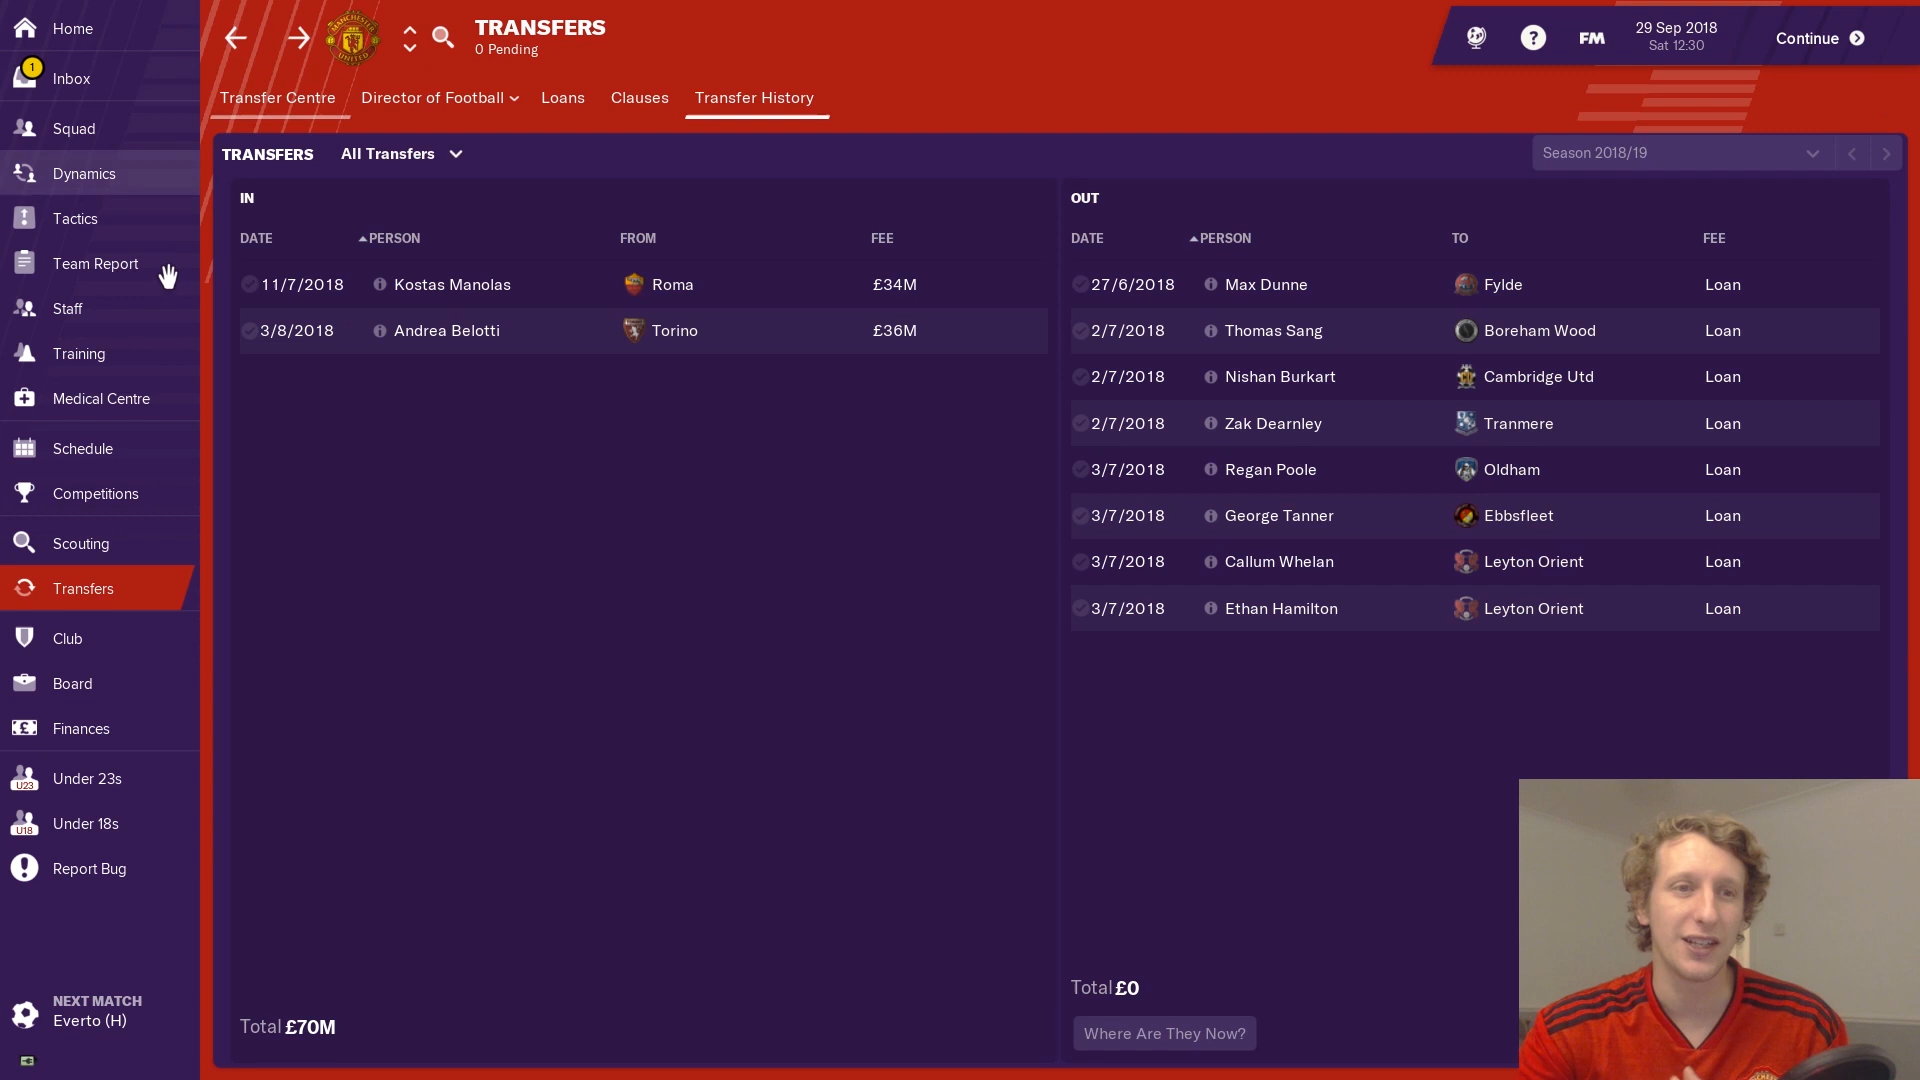 Home
1
Inbox
Squad
Dynamics
Tactics
Team Report
Staff
Training
Medical Centre
Schedule
Competitions
Scouting
Transfers
Club
Board
Finances
U23
Under 23s
U18
Under 18s
Report Bug
NEXT MATCH
Everto (H)
MANCHESTER
UNITED
TRANSFERS
0 Pending
? FM
29 Sep 2018
Sat 12:30
Continue
Transfer Centre Director of Football Loans Clauses Transfer History
TRANSFERS All Transfers
Season 2018/19
IN
DATE PERSON FROM FEE
11/7/2018 Kostas Manolas Roma £34M
3/8/2018 Andrea Belotti Torino £36M
Total £70M
OUT
DATE PERSON TO FEE
27/6/2018 Max Dunne Fylde Loan
2/7/2018 Thomas Sang Boreham Wood Loan
2/7/2018 Nishan Burkart Cambridge Utd Loan
2/7/2018 Zak Dearnley Tranmere Loan
3/7/2018 Regan Poole Oldham Loan
3/7/2018 George Tanner Ebbsfleet Loan
3/7/2018 Callum Whelan Leyton Orient Loan
3/7/2018 Ethan Hamilton Leyton Orient Loan
Total £0
Where Are They Now?